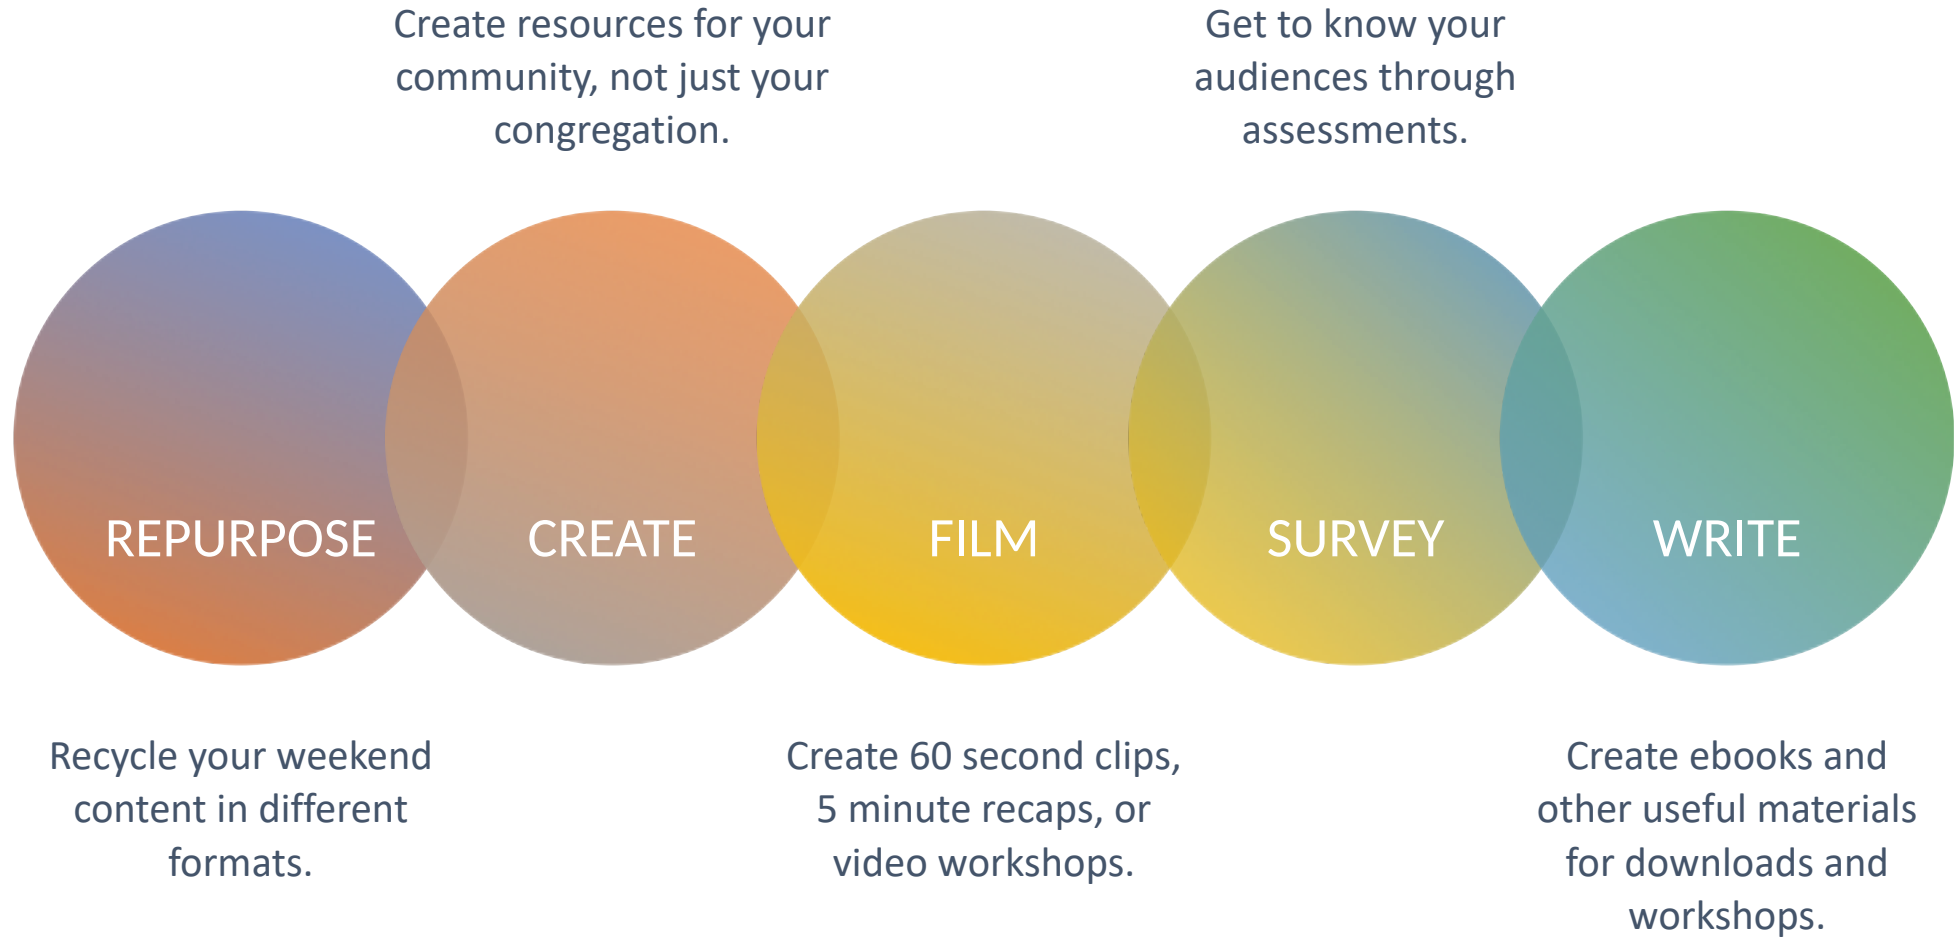 Create resources for your
community, not just your
congregation.
Get to know your
audiences through
assessments.
REPURPOSE
CREATE
FILM
SURVEY
WRITE
Recycle your weekend
content in different
formats.
Create 60 second clips,
5 minute recaps, or
video workshops.
Create ebooks and
other useful materials
for downloads and
workshops.